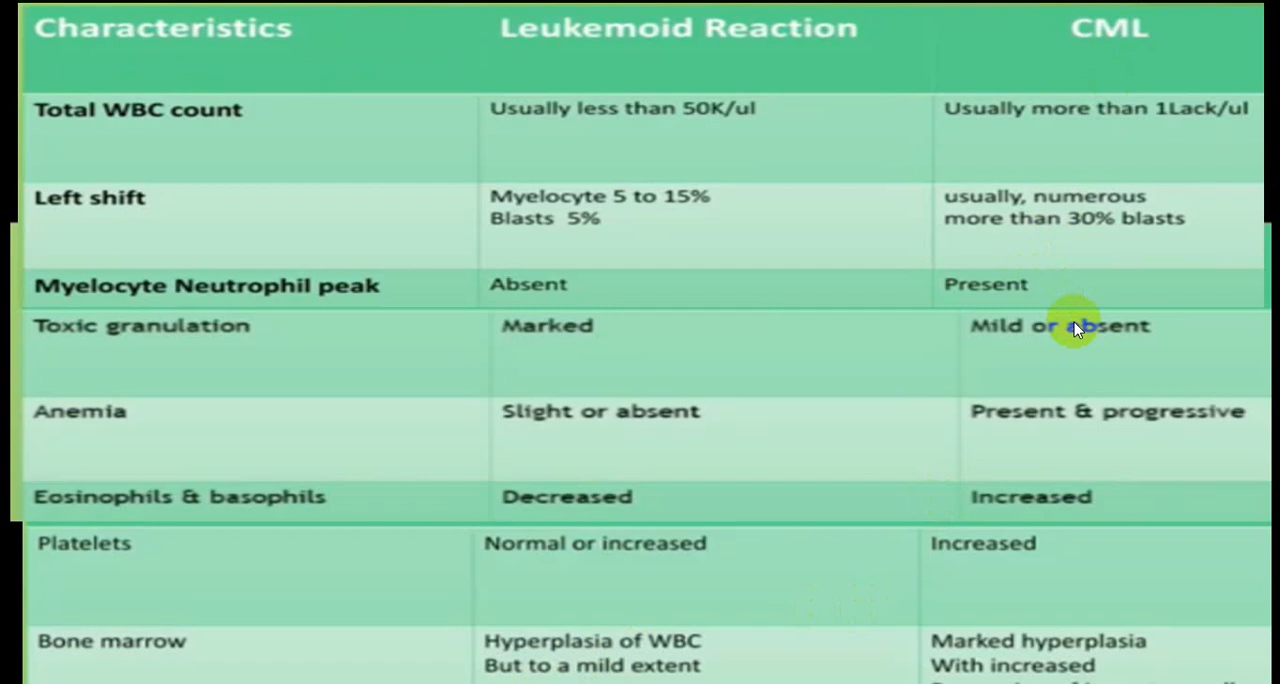 Characteristics Leukemoid Reaction CML
Total WBC count Usually less than 50K/ul Usually more than 1Lack/ul
Left shift Myelocyte 5 to 15% usually, numerous
Blasts 5% more than 30% blasts
Myelocyte Neutrophil peak Absent Present
Toxic granulation Marked Mild or absent
Anemia Slight or absent Present & progressive
Eosinophils & basophils Decreased Increased
Platelets Normal or increased Increased
Bone marrow Hyperplasia of WBC Marked hyperplasia
But to a mild extent With increased